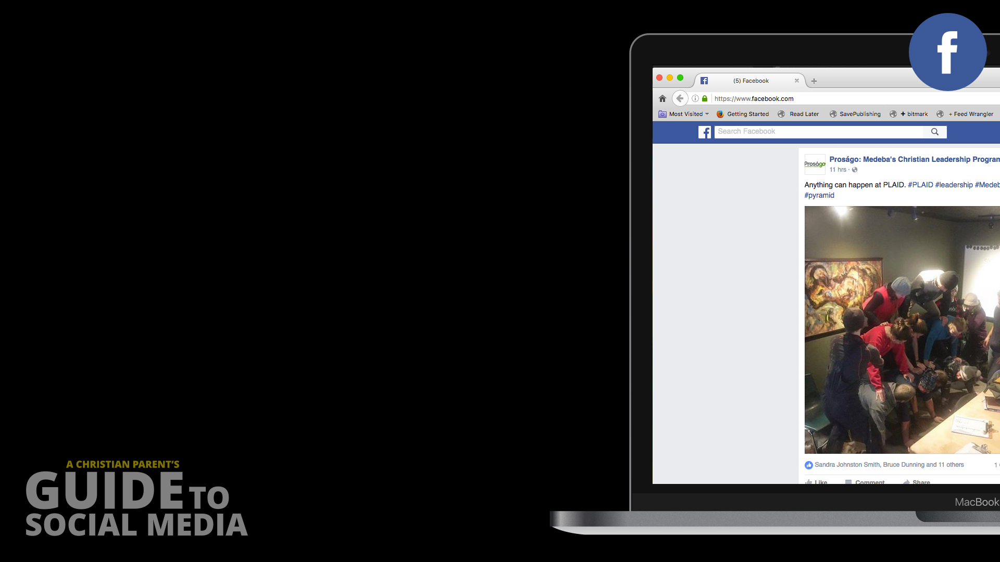 f
(5) Facebook
https://www.facebook.com
Most Visited
Getting Started
Read Later
SavePublishing
+ bitmark
+ Feed Wrangler
f
Search Facebook
Proságo
Proságo: Medeba's Christian Leadership Program
11 hrs ·
Anything can happen at PLAID. #PLAID #leadership #Medeb
#pyramid
Sandra Johnston Smith, Bruce Dunning and 11 others
1
Like
Comment
Share
MacBook
A CHRISTIAN PARENT'S
GUIDE TO
SOCIAL MEDIA